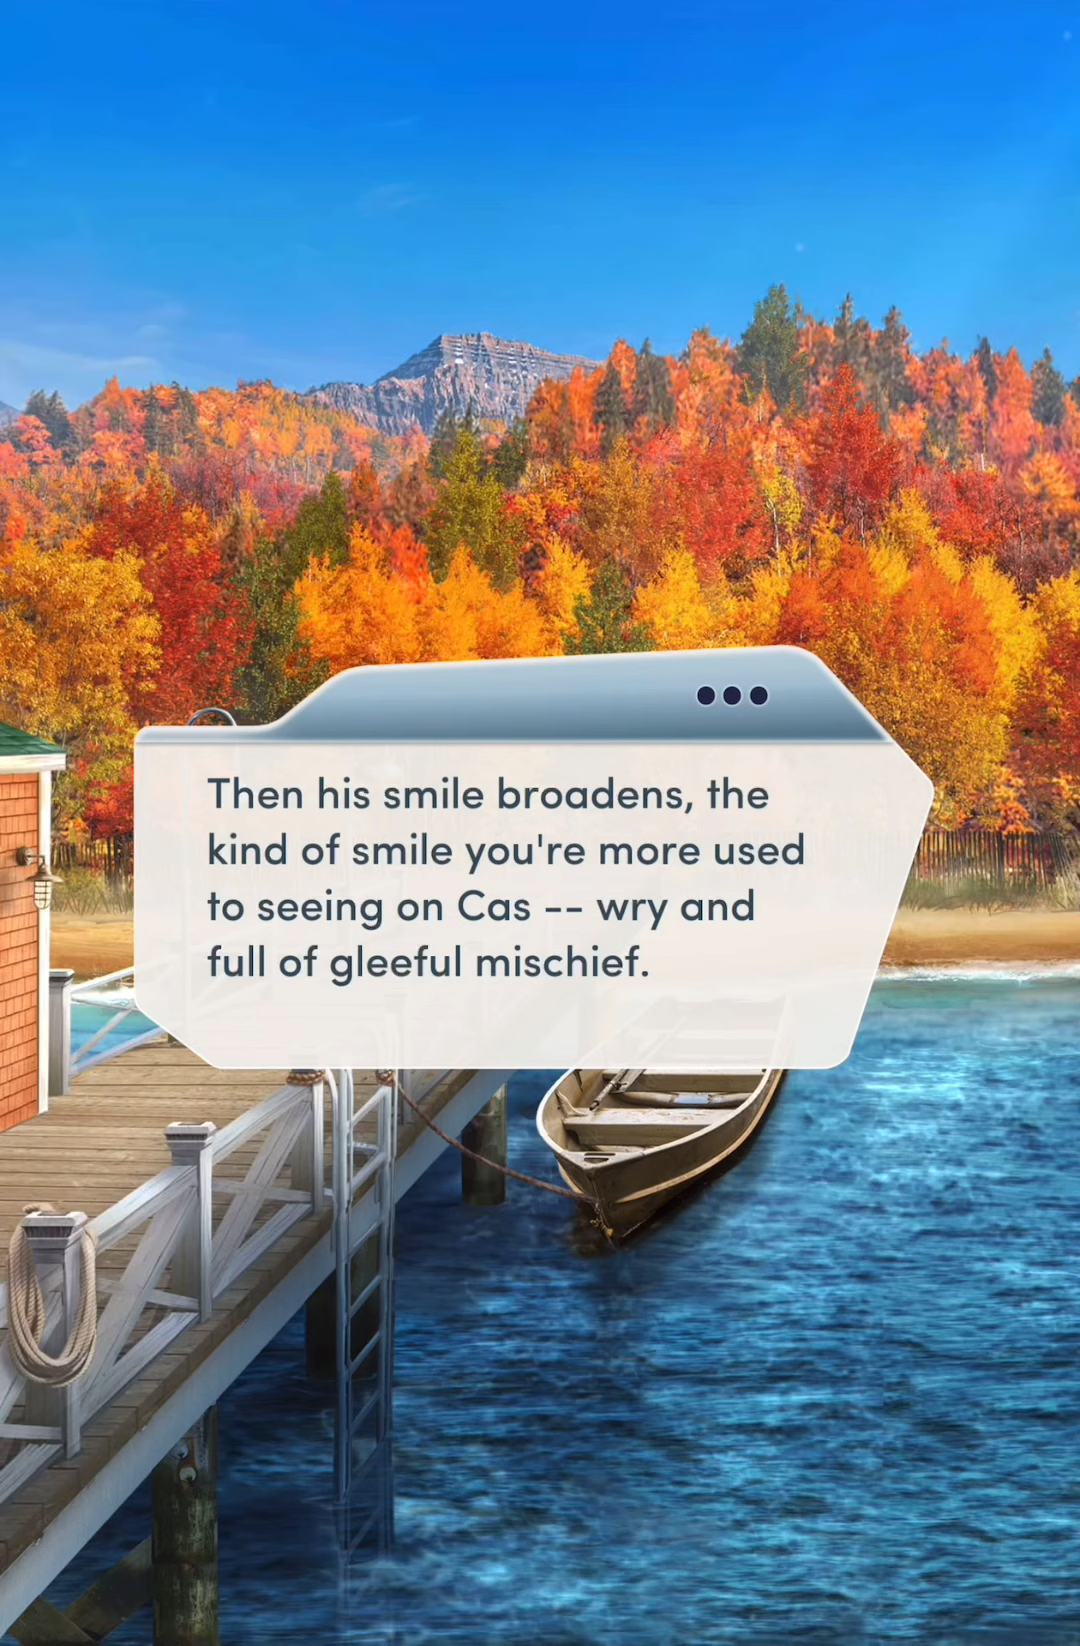 Then his smile broadens, the
kind of smile you're more used
to seeing on Cas -- wry and
full of gleeful mischief.